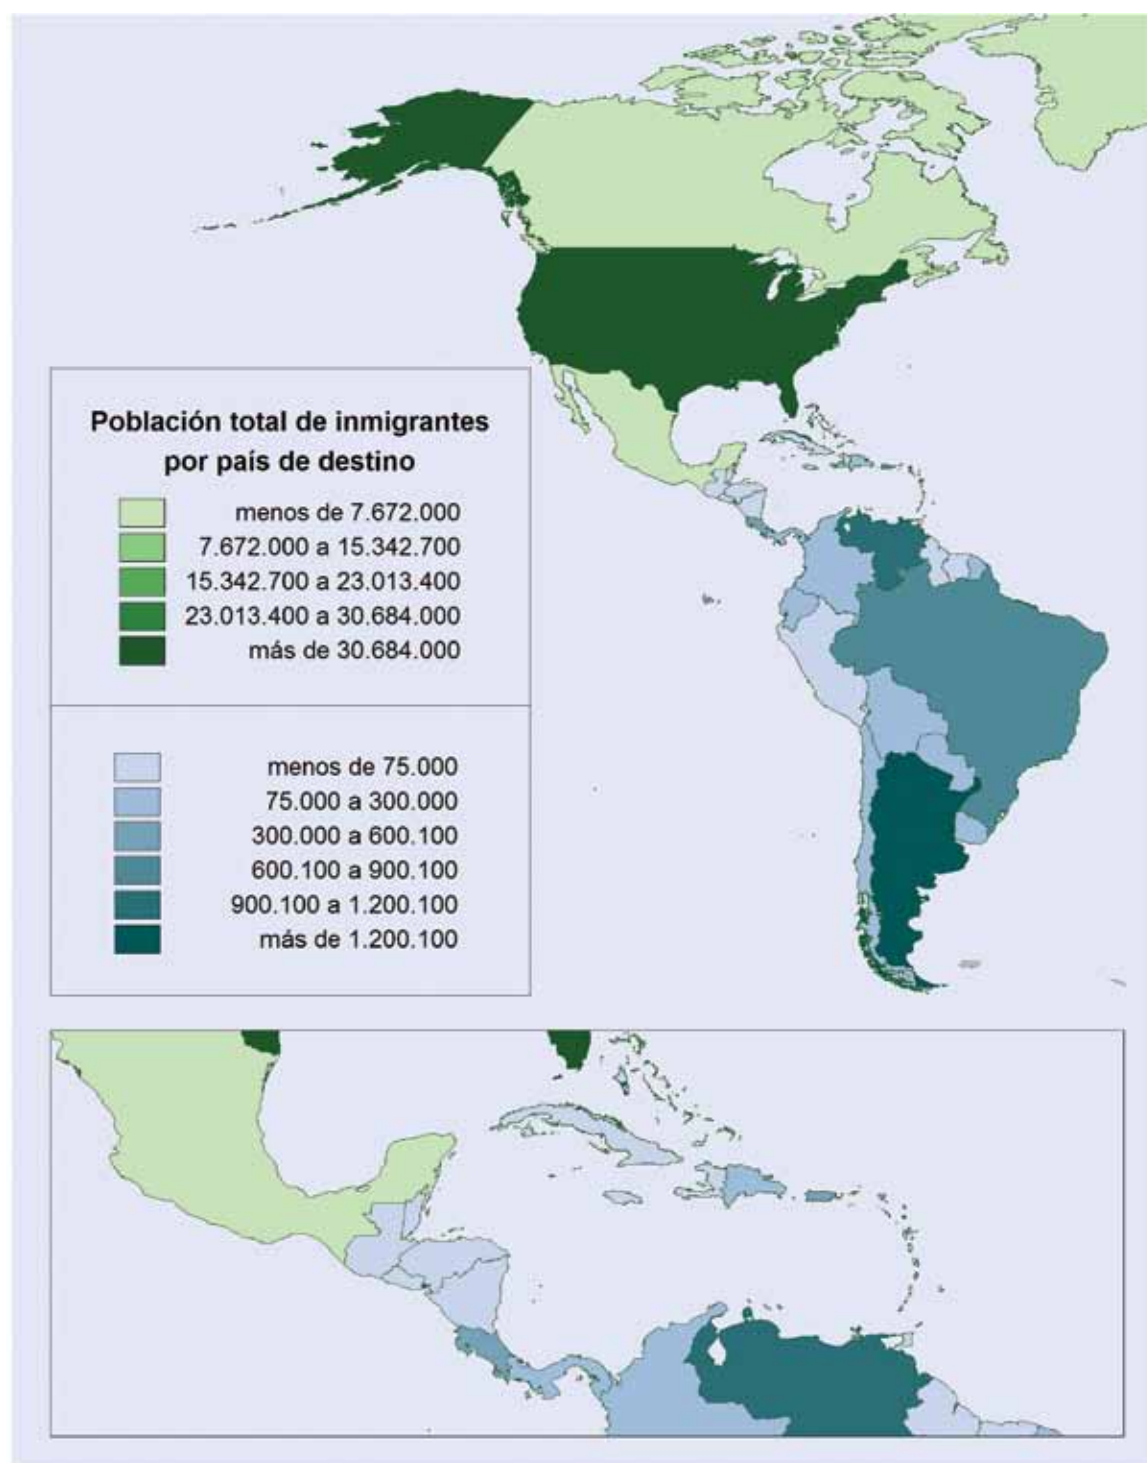 Población total de inmigrantes
por país de destino
menos de 7.672.000
7.672.000 a 15.342.700
15.342.700 a 23.013.400
23.013.400 a 30.684.000
más de 30.684.000
menos de 75.000
75.000 a 300.000
300.000 a 600.100
600.100 a 900.100
900.100 a 1.200.100
más de 1.200.100